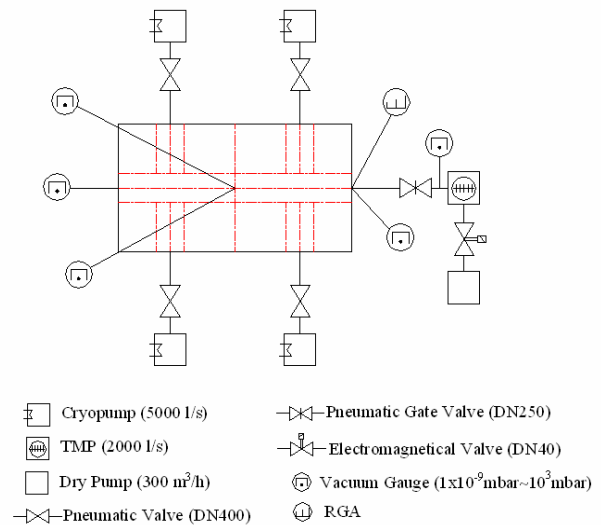 Cryopump (5000 l/s)
TMP (2000 l/s)
Dry Pump (300 m³/h)
Pneumatic Valve (DN400)
Pneumatic Gate Valve (DN250)
Electromagnetical Valve (DN40)
Vacuum Gauge (1x10⁻⁹mbar~10³mbar)
RGA